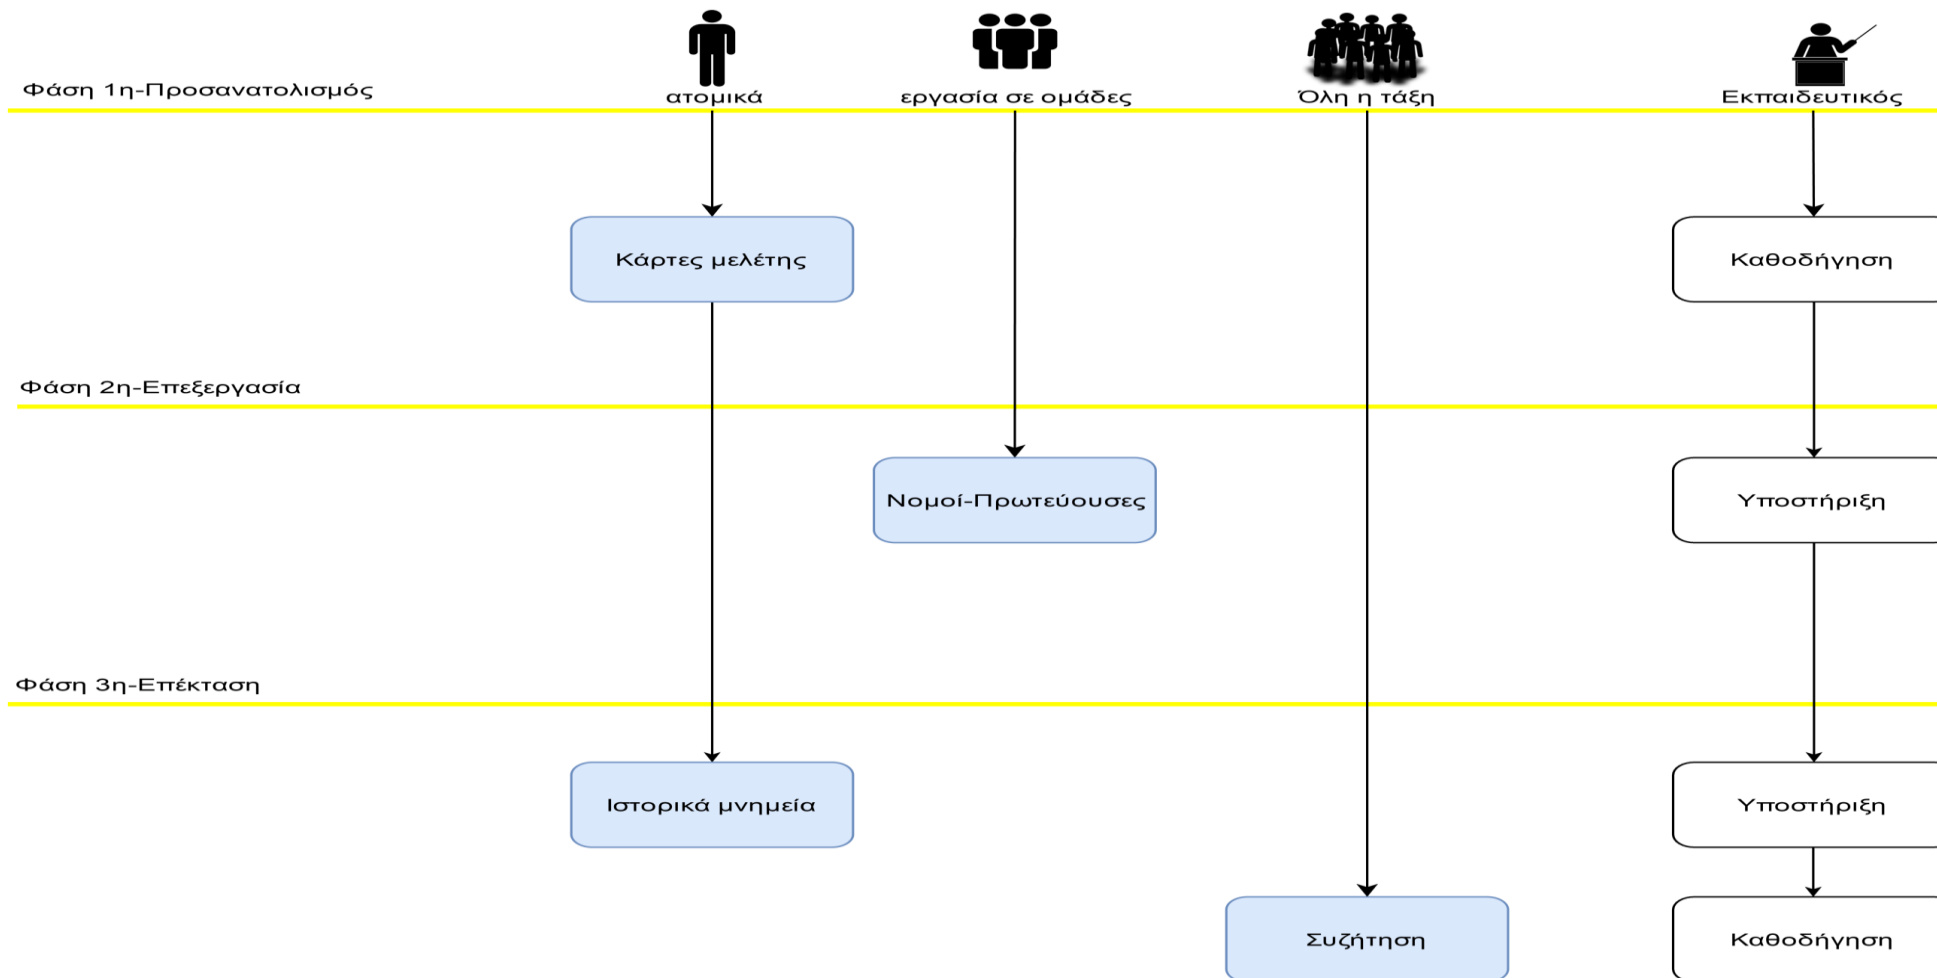 Φάση 1η-Προσανατολισμός
ατομικά
εργασία σε ομάδες
Όλη η τάξη
Εκπαιδευτικός
Κάρτες μελέτης
Καθοδήγηση
Φάση 2η-Επεξεργασία
Νομοί-Πρωτεύουσες
Υποστήριξη
Φάση 3η-Επέκταση
Ιστορικά μνημεία
Υποστήριξη
Συζήτηση
Καθοδήγηση